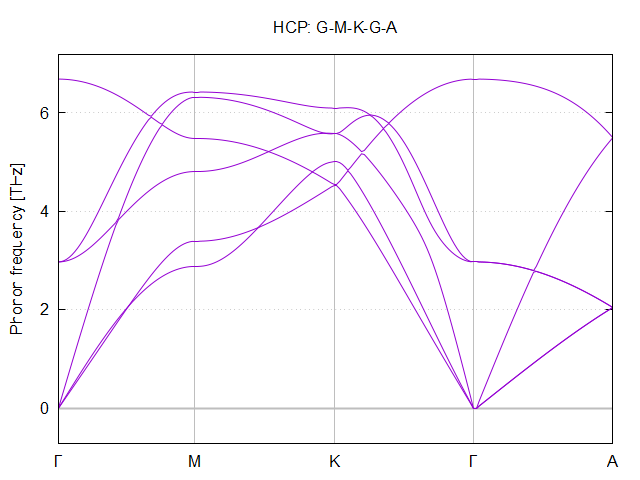 HCP: G-M-K-G-A
Phonon frequency [THz]
6
4
2
0
Γ M K Γ A